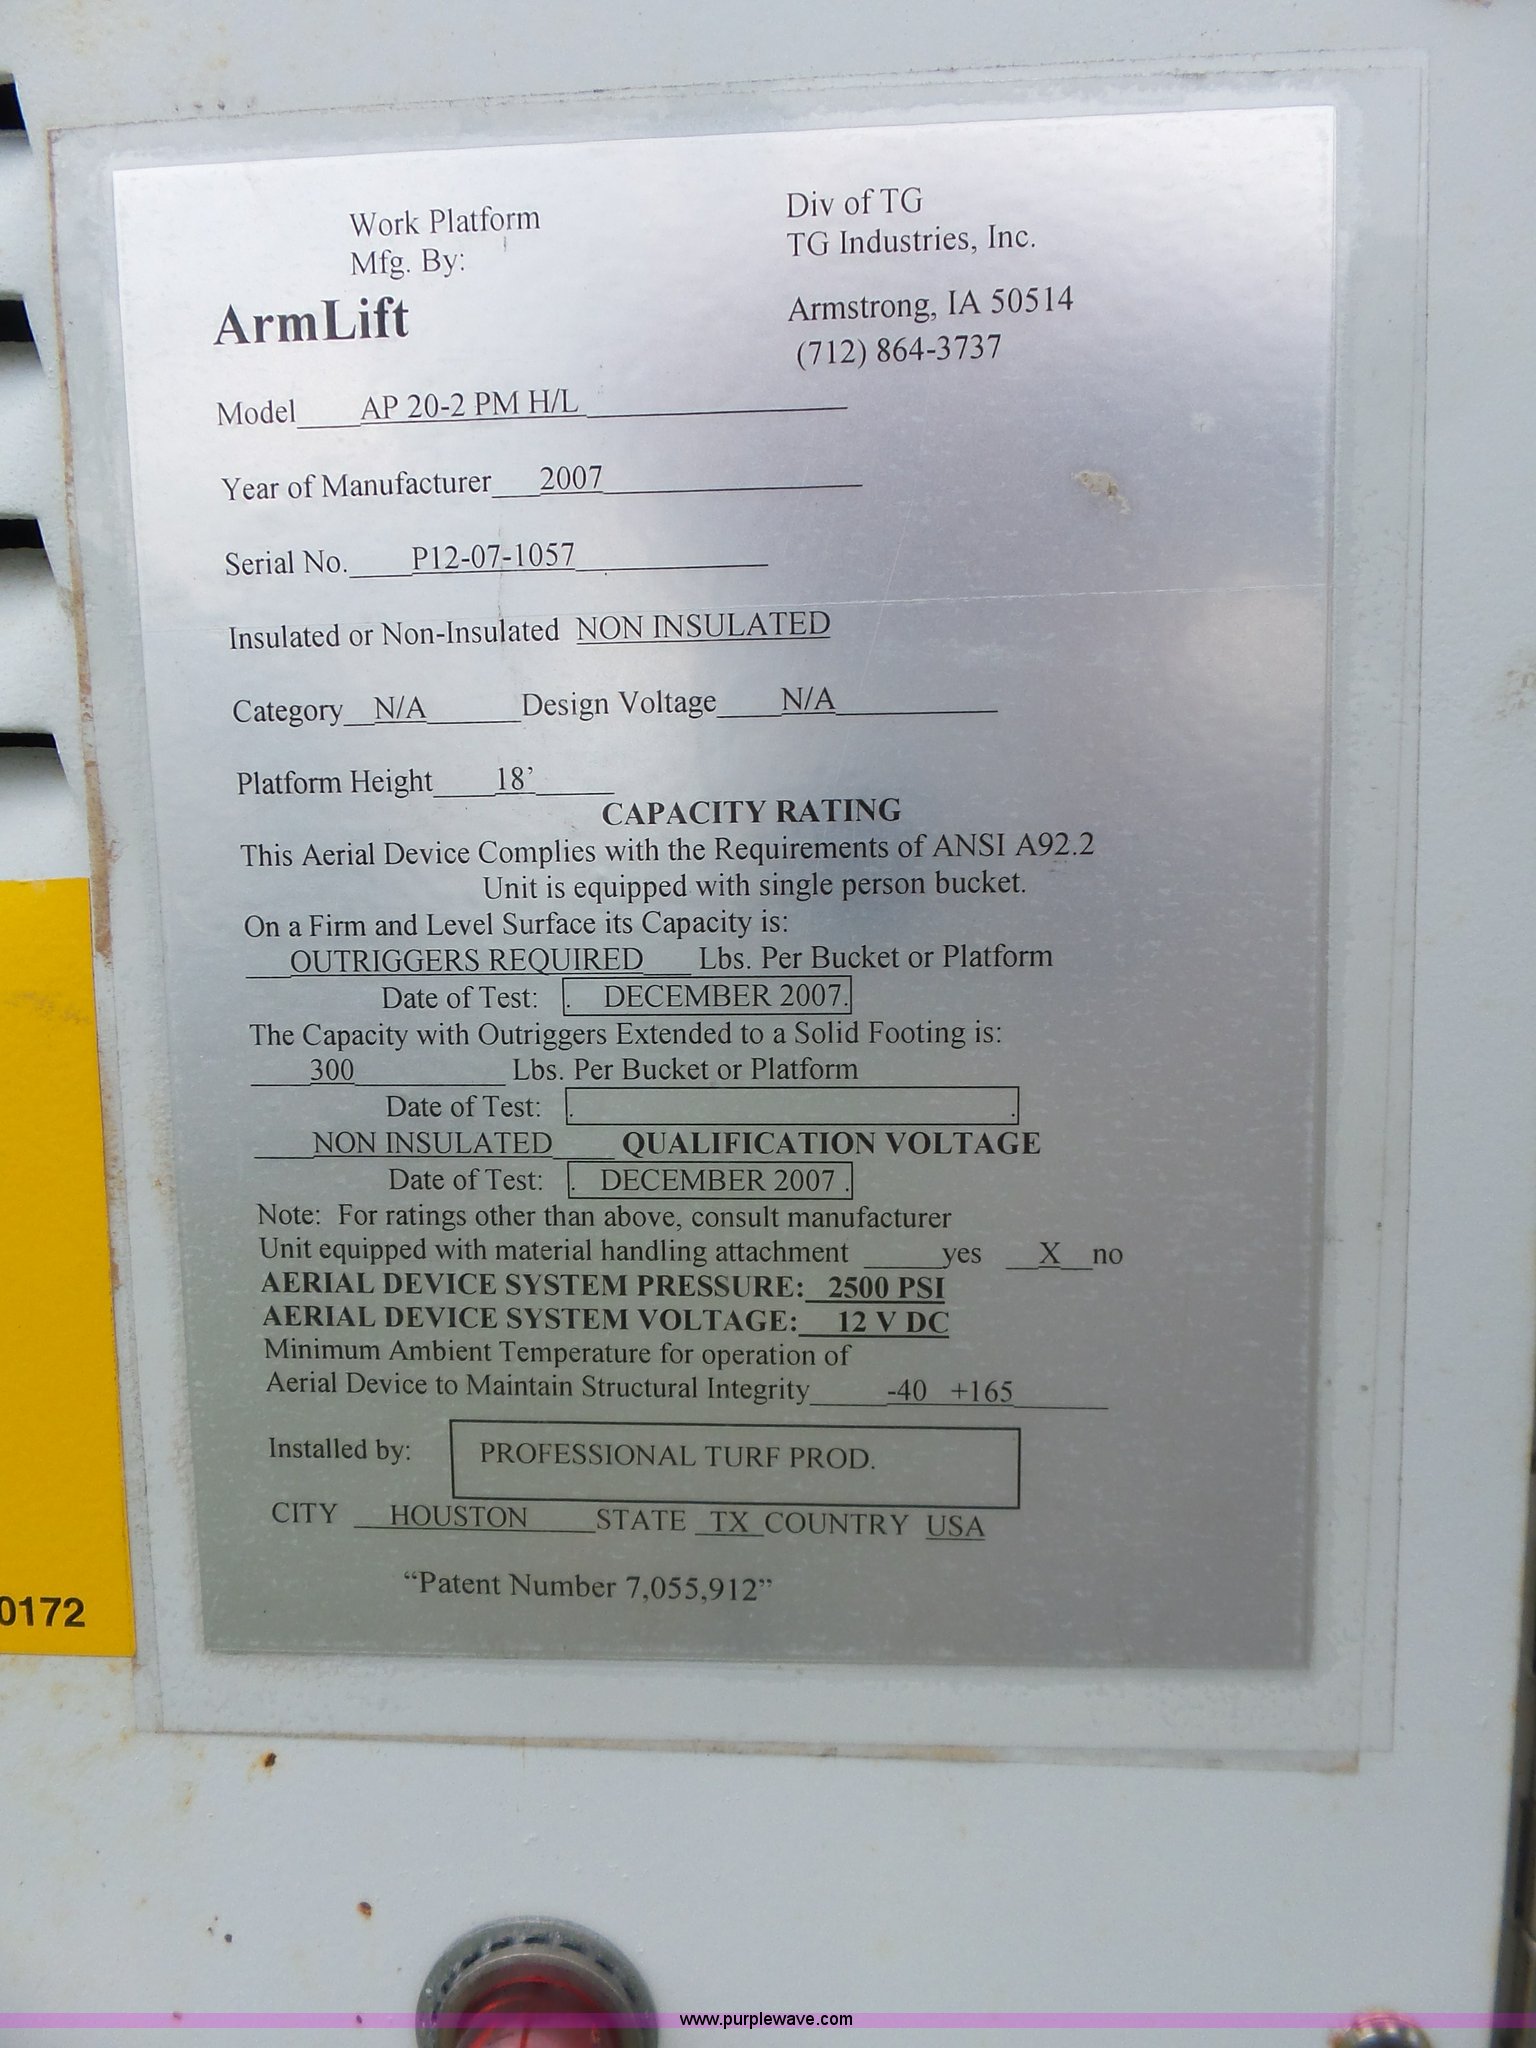 Work Platform
Mfg. By:
ArmLift
Div of TG
TG Industries, Inc.
Armstrong, IA 50514
(712) 864-3737
Model AP 20-2 PM H/L
Year of Manufacturer 2007
Serial No. P12-07-1057
Insulated or Non-Insulated NON INSULATED
Category N/A Design Voltage N/A
Platform Height 18’
CAPACITY RATING
This Aerial Device Complies with the Requirements of ANSI A92.2
Unit is equipped with single person bucket.
On a Firm and Level Surface its Capacity is:
OUTRIGGERS REQUIRED Lbs. Per Bucket or Platform
Date of Test: . DECEMBER 2007.
The Capacity with Outriggers Extended to a Solid Footing is:
300 Lbs. Per Bucket or Platform
Date of Test: . .
NON INSULATED QUALIFICATION VOLTAGE
Date of Test: . DECEMBER 2007 .
Note: For ratings other than above, consult manufacturer
Unit equipped with material handling attachment yes X no
AERIAL DEVICE SYSTEM PRESSURE: 2500 PSI
AERIAL DEVICE SYSTEM VOLTAGE: 12 V DC
Minimum Ambient Temperature for operation of
Aerial Device to Maintain Structural Integrity -40 +165
Installed by: PROFESSIONAL TURF PROD.
CITY HOUSTON STATE TX COUNTRY USA
“Patent Number 7,055,912”
0172
www.purplewave.com